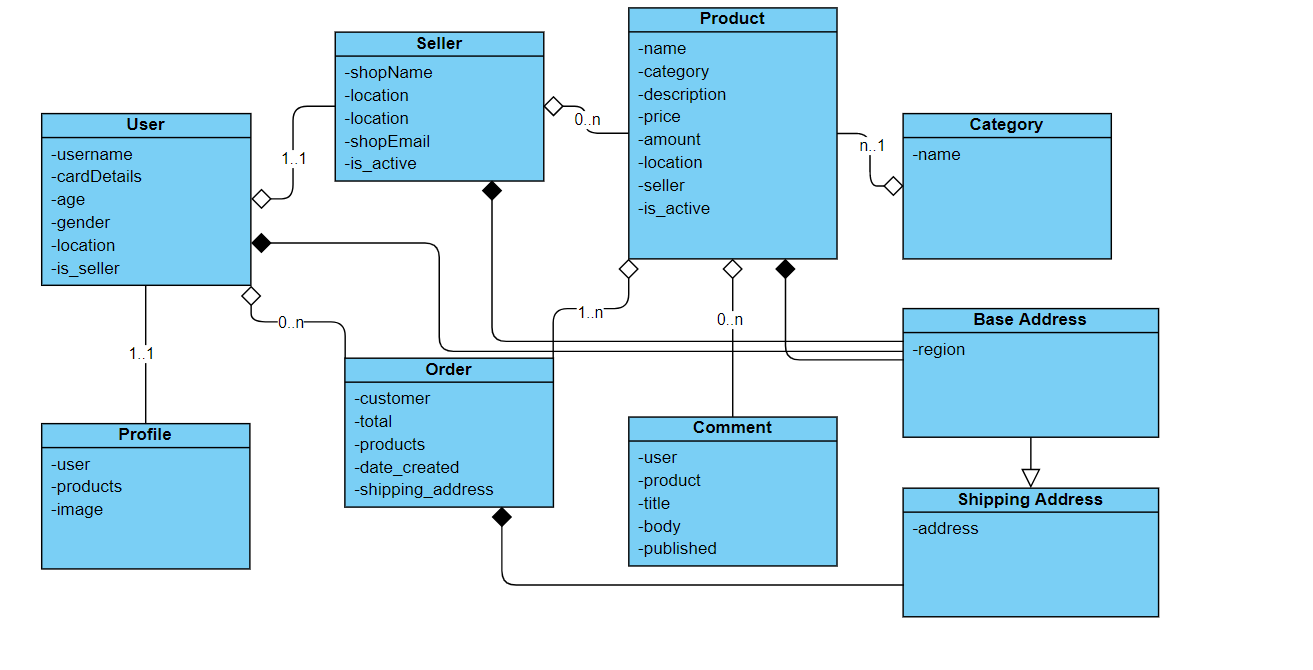 User
-username
-cardDetails
-age
-gender
-location
-is_seller
1..1
Seller
-shopName
-location
-location
-shopEmail
-is_active
0..n
Product
-name
-category
-description
-price
-amount
-location
-seller
-is_active
n..1
Category
-name
1..1
Profile
-user
-products
-image
0..n
Order
-customer
-total
-products
-date_created
-shipping_address
1..n
0..n
Comment
-user
-product
-title
-body
-published
Base Address
-region
Shipping Address
-address